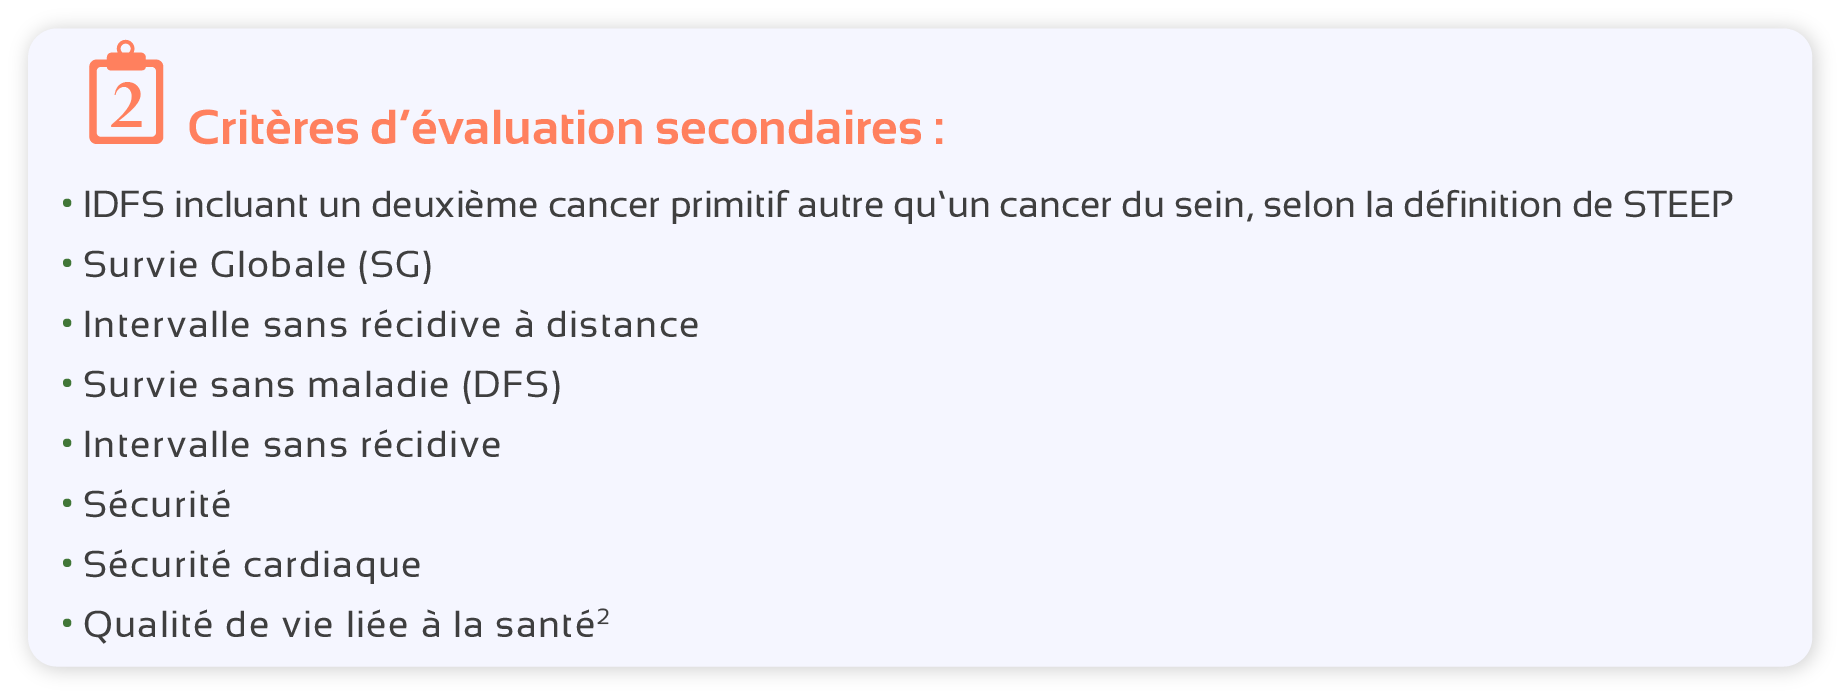 2
Critères d’évaluation secondaires :
• IDFS incluant un deuxième cancer primitif autre qu‘un cancer du sein, selon la définition de STEEP
• Survie Globale (SG)
• Intervalle sans récidive à distance
• Survie sans maladie (DFS)
• Intervalle sans récidive
• Sécurité
• Sécurité cardiaque
• Qualité de vie liée à la santé²